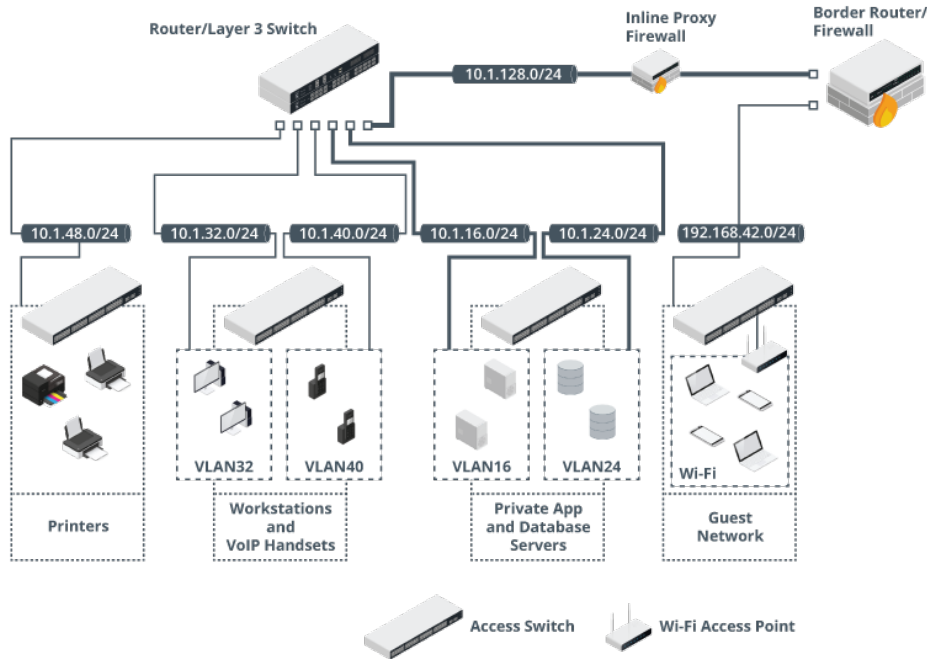 Router/Layer 3 Switch
Inline Proxy
Firewall
Border Router/
Firewall
10.1.128.0/24
10.1.48.0/24
10.1.32.0/24
10.1.40.0/24
10.1.16.0/24
10.1.24.0/24
192.168.42.0/24
VLAN32
VLAN40
VLAN16
VLAN24
Wi-Fi
Printers
Workstations
and
VoIP Handsets
Private App
and Database
Servers
Guest
Network
Access Switch
Wi-Fi Access Point